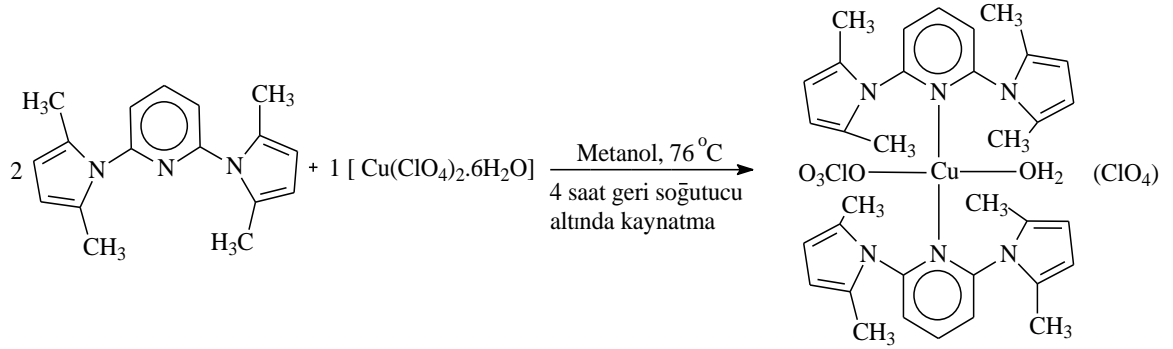 CH₃ CH₃
N N N
CH₃ H₃C
H₃C CH₃
O₃ClO Cu OH₂ (ClO₄)
2 N N N + 1 [ Cu(ClO₄)₂.6H₂O] Metanol, 76 °C
4 saat geri soğutucu
altında kaynatma
CH₃ H₃C
CH₃ CH₃
N N N
CH₃ CH₃